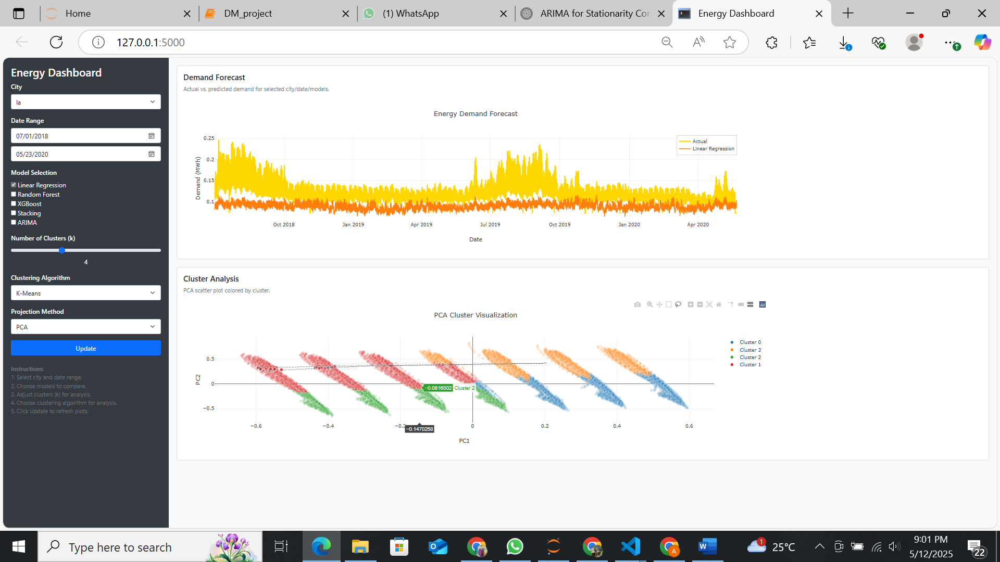 Home
DM_project
(1) WhatsApp
ARIMA for Stationarity Con
Energy Dashboard
127.0.0.1:5000
Energy Dashboard
City
la
Date Range
07/01/2018
05/23/2020
Model Selection
Linear Regression
Random Forest
XGBoost
Stacking
ARIMA
Number of Clusters (k)
4
Clustering Algorithm
K-Means
Projection Method
PCA
Update
Instructions:
1. Select city and date range.
2. Choose models to compare.
3. Adjust clusters (k) for analysis.
4. Choose clustering algorithm for analysis.
5. Click Update to refresh plots.
Demand Forecast
Actual vs. predicted demand for selected city/date/models.
Energy Demand Forecast
Demand (MWh)
0.25
0.2
0.15
0.1
Actual
Linear Regression
Oct 2018
Jan 2019
Apr 2019
Jul 2019
Oct 2019
Jan 2020
Apr 2020
Date
Cluster Analysis
PCA scatter plot colored by cluster.
PCA Cluster Visualization
PC2
0.5
0
−0.5
Cluster 0
Cluster 3
Cluster 2
Cluster 1
−0.0816502 Cluster 2
−0.6
−0.4
−0.2
0
0.2
0.4
0.6
−0.1470258
PC1
Type here to search
1
25°C
9:01 PM
5/12/2025
22